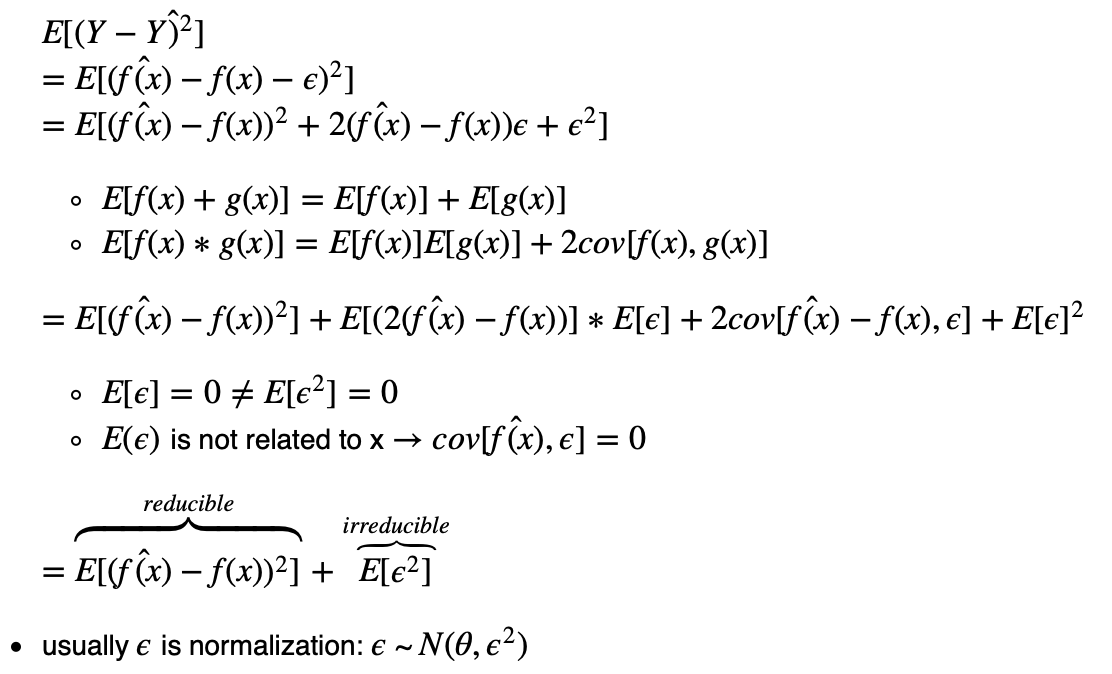 E[(Y − Y)̂²]
= E[(f(̂x) − f(x) − ϵ)²]
= E[(f(̂x) − f(x))² + 2(f(̂x) − f(x))ϵ + ϵ²]
◦ E[f(x) + g(x)] = E[f(x)] + E[g(x)]
◦ E[f(x) ∗ g(x)] = E[f(x)]E[g(x)] + 2cov[f(x), g(x)]
= E[(f(̂x) − f(x))²] + E[(2(f(̂x) − f(x))] ∗ E[ϵ] + 2cov[f(̂x) − f(x), ϵ] + E[ϵ]²
◦ E[ϵ] = 0 ≠ E[ϵ²] = 0
◦ E(ϵ) is not related to x → cov[f(̂x), ϵ] = 0
reducible
irreducible
= E[(f(̂x) − f(x))²] + E[ϵ²]
• usually ϵ is normalization: ϵ ~ N(θ, ϵ²)